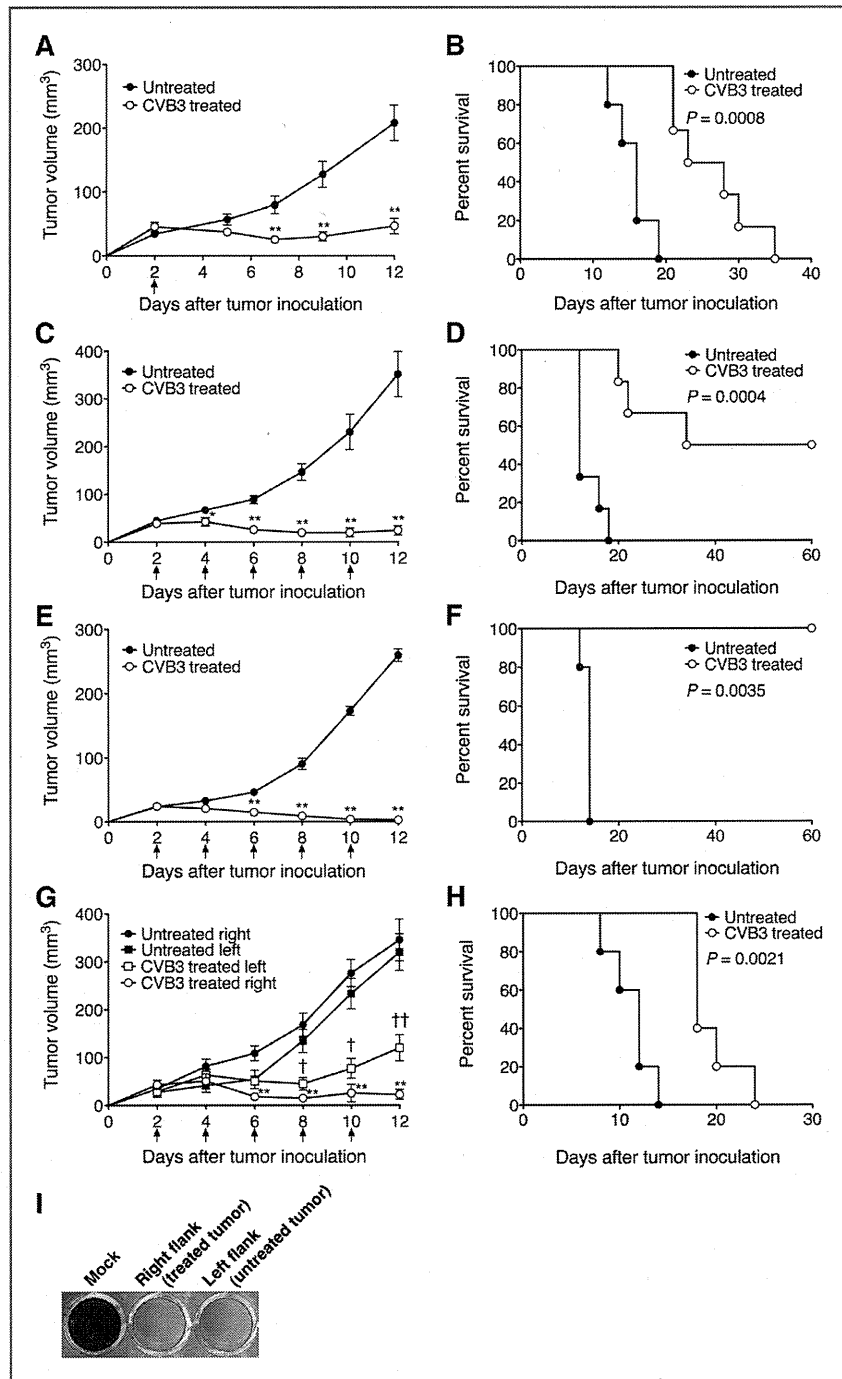 A
Tumor volume (mm³)
300
200
100
0
Untreated
CVB3 treated
**
**
**
0 2 4 6 8 10 12
Days after tumor inoculation
B
Percent survival
100
80
60
40
20
0
Untreated
CVB3 treated
P = 0.0008
0 10 20 30 40
Days after tumor inoculation
C
Tumor volume (mm³)
400
300
200
100
0
Untreated
CVB3 treated
*
**
**
**
**
0 2 4 6 8 10 12
Days after tumor inoculation
D
Percent survival
100
80
60
40
20
0
Untreated
CVB3 treated
P = 0.0004
0 20 40 60
Days after tumor inoculation
E
Tumor volume (mm³)
300
200
100
0
Untreated
CVB3 treated
**
**
**
**
0 2 4 6 8 10 12
Days after tumor inoculation
F
Percent survival
100
80
60
40
20
0
Untreated
CVB3 treated
P = 0.0035
0 20 40 60
Days after tumor inoculation
G
Tumor volume (mm³)
400
300
200
100
0
Untreated right
Untreated left
CVB3 treated left
CVB3 treated right
†
†
††
**
**
**
**
0 2 4 6 8 10 12
Days after tumor inoculation
H
Percent survival
100
80
60
40
20
0
Untreated
CVB3 treated
P = 0.0021
0 10 20 30
Days after tumor inoculation
I
Mock
Right flank
(treated tumor)
Left flank
(untreated tumor)